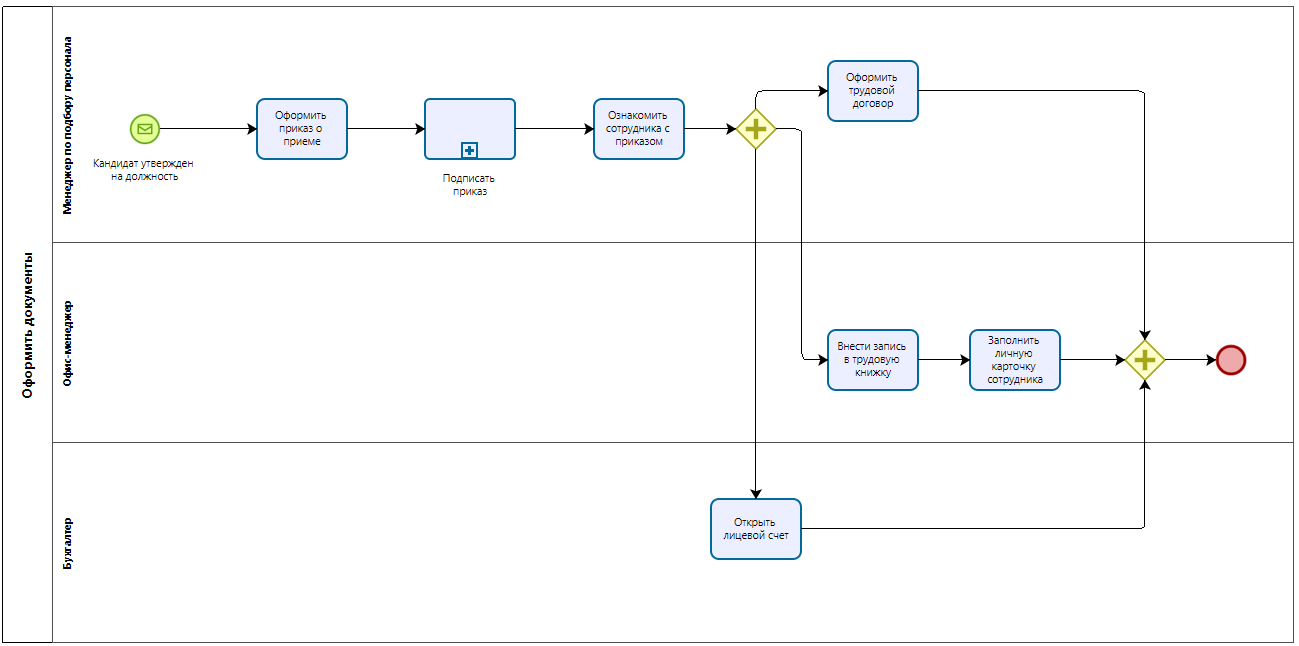 Оформить документы
Менеджер по подбору персонала
Кандидат утвержден
на должность
Оформить
приказ о
приеме
Подписать
приказ
Ознакомить
сотрудника с
приказом
Оформить
трудовой
договор
Офис-менеджер
Внести запись
в трудовую
книжку
Заполнить
личную
карточку
сотрудника
Бухгалтер
Открыть
лицевой счет